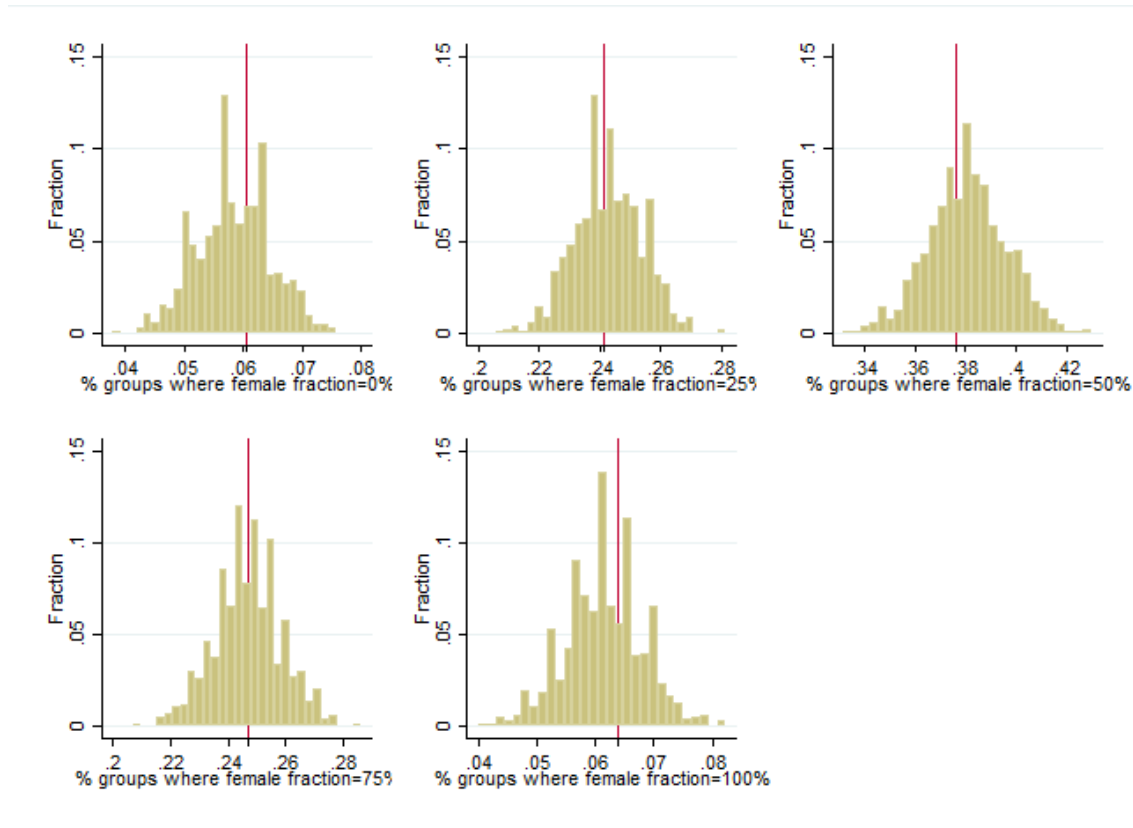 Fraction
0 .05 .1 .15
.04 .05 .06 .07 .08
% groups where female fraction=0%
Fraction
0 .05 .1 .15
.2 .22 .24 .26 .28
% groups where female fraction=25%
Fraction
0 .05 .1 .15
.34 .36 .38 .4 .42
% groups where female fraction=50%
Fraction
0 .05 .1 .15
.2 .22 .24 .26 .28
% groups where female fraction=75%
Fraction
0 .05 .1 .15
.04 .05 .06 .07 .08
% groups where female fraction=100%